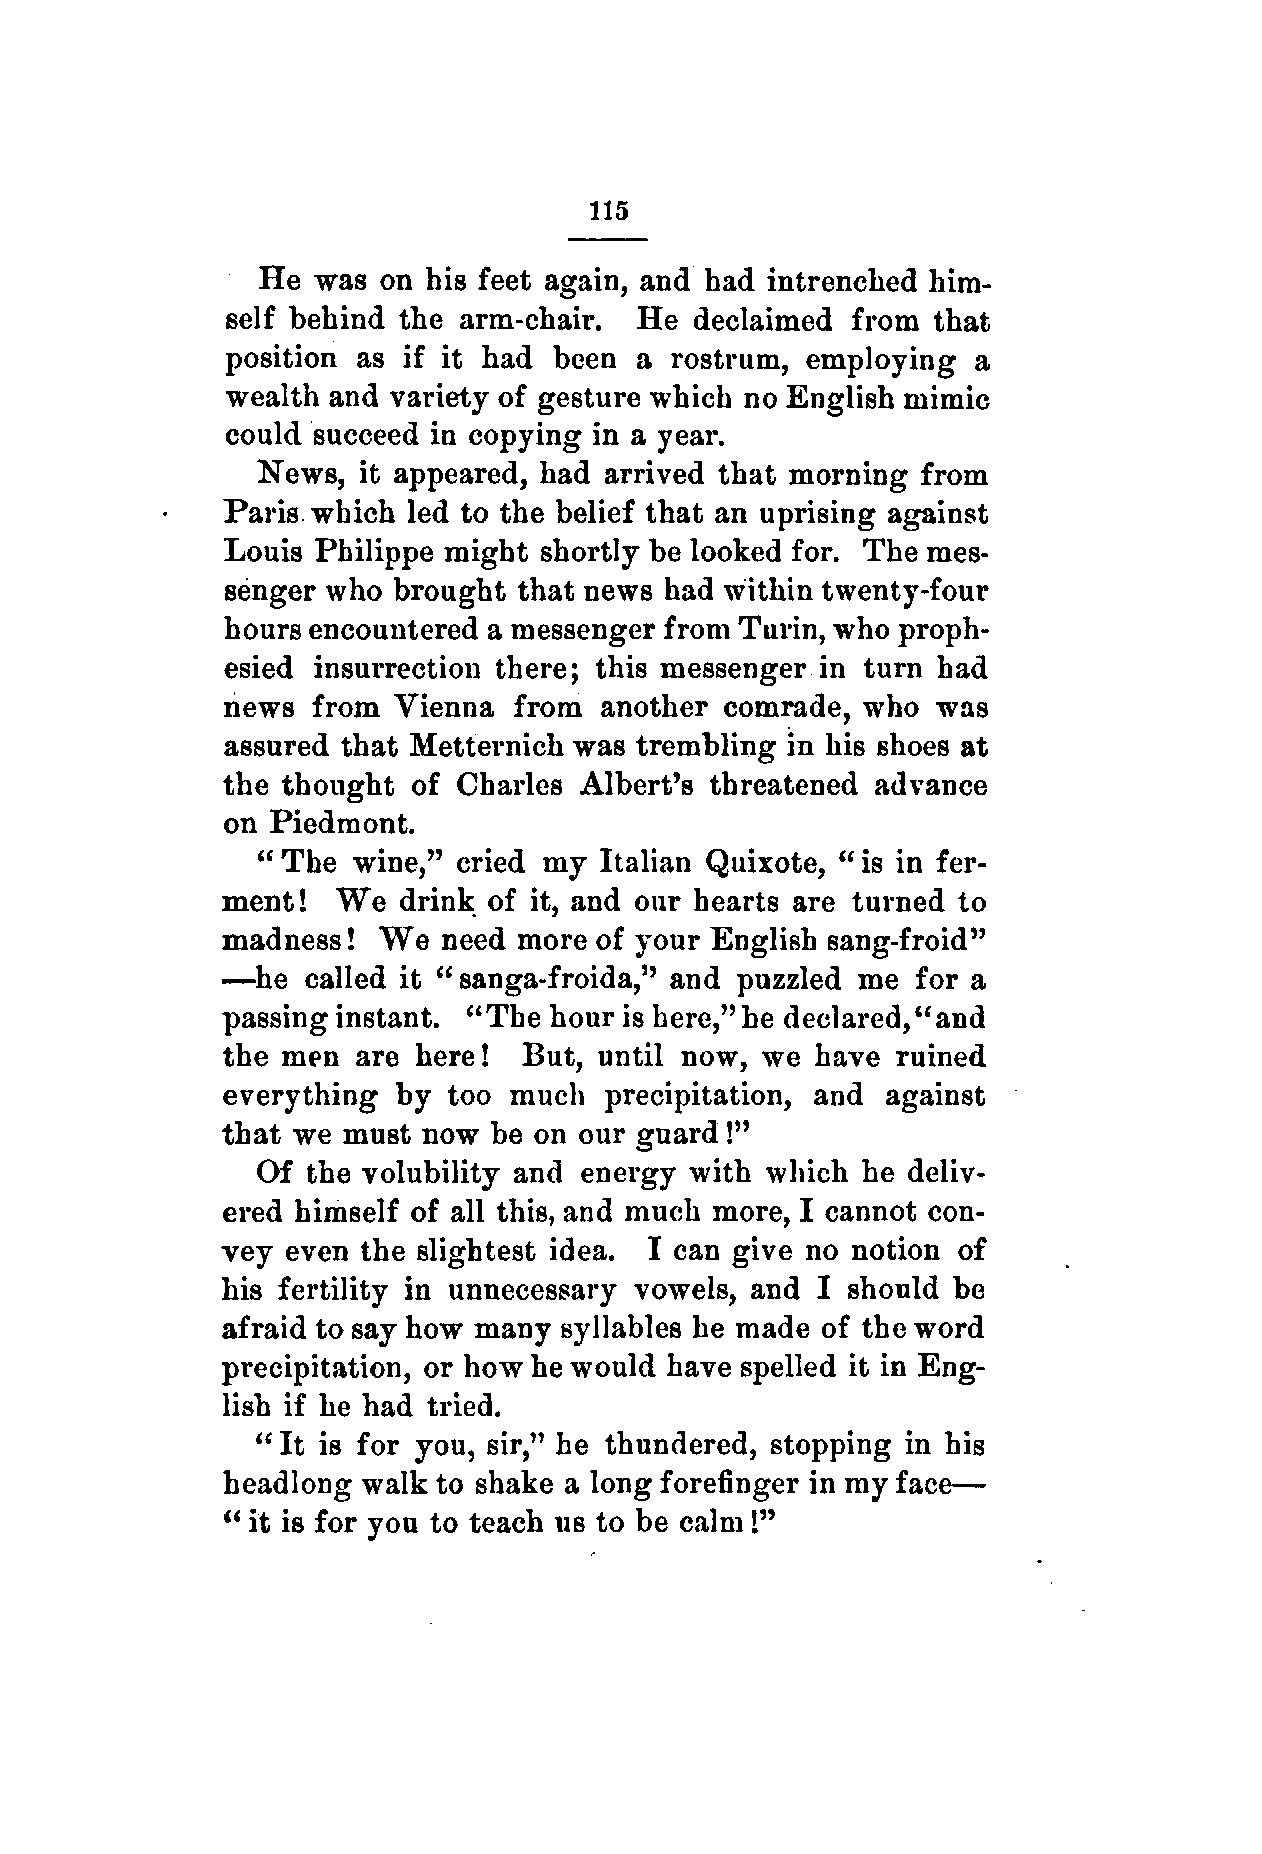 115
He was on his feet again, and had intrenched him-
self behind the arm-chair. He declaimed from that
position as if it had been a rostrum, employing a
wealth and variety of gesture which no English mimic
could succeed in copying in a year.
News, it appeared, had arrived that morning from
Paris which led to the belief that an uprising against
Louis Philippe might shortly be looked for. The mes-
senger who brought that news had within twenty-four
hours encountered a messenger from Turin, who proph-
esied insurrection there; this messenger in turn had
news from Vienna from another comrade, who was
assured that Metternich was trembling in his shoes at
the thought of Charles Albert's threatened advance
on Piedmont.
"The wine," cried my Italian Quixote, "is in fer-
ment! We drink of it, and our hearts are turned to
madness! We need more of your English sang-froid"
—he called it "sanga-froida," and puzzled me for a
passing instant. "The hour is here," he declared, "and
the men are here! But, until now, we have ruined
everything by too much precipitation, and against
that we must now be on our guard!"
Of the volubility and energy with which he deliv-
ered himself of all this, and much more, I cannot con-
vey even the slightest idea. I can give no notion of
his fertility in unnecessary vowels, and I should be
afraid to say how many syllables he made of the word
precipitation, or how he would have spelled it in Eng-
lish if he had tried.
"It is for you, sir," he thundered, stopping in his
headlong walk to shake a long forefinger in my face—
"it is for you to teach us to be calm!"